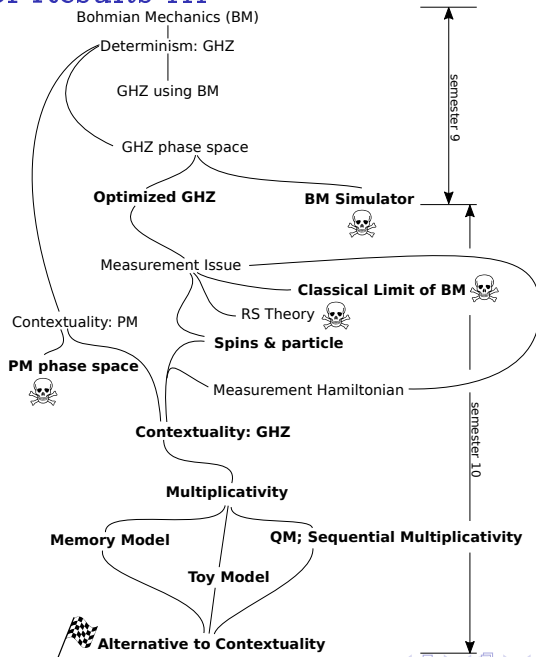 Bohmian Mechanics (BM)
Determinism: GHZ
GHZ using BM
semester 9
GHZ phase space
Optimized GHZ
BM Simulator
Measurement Issue
Classical Limit of BM
RS Theory
Contextuality: PM
Spins & particle
PM phase space
Measurement Hamiltonian
semester 10
Contextuality: GHZ
Multiplicativity
Memory Model
QM; Sequential Multiplicativity
Toy Model
Alternative to Contextuality